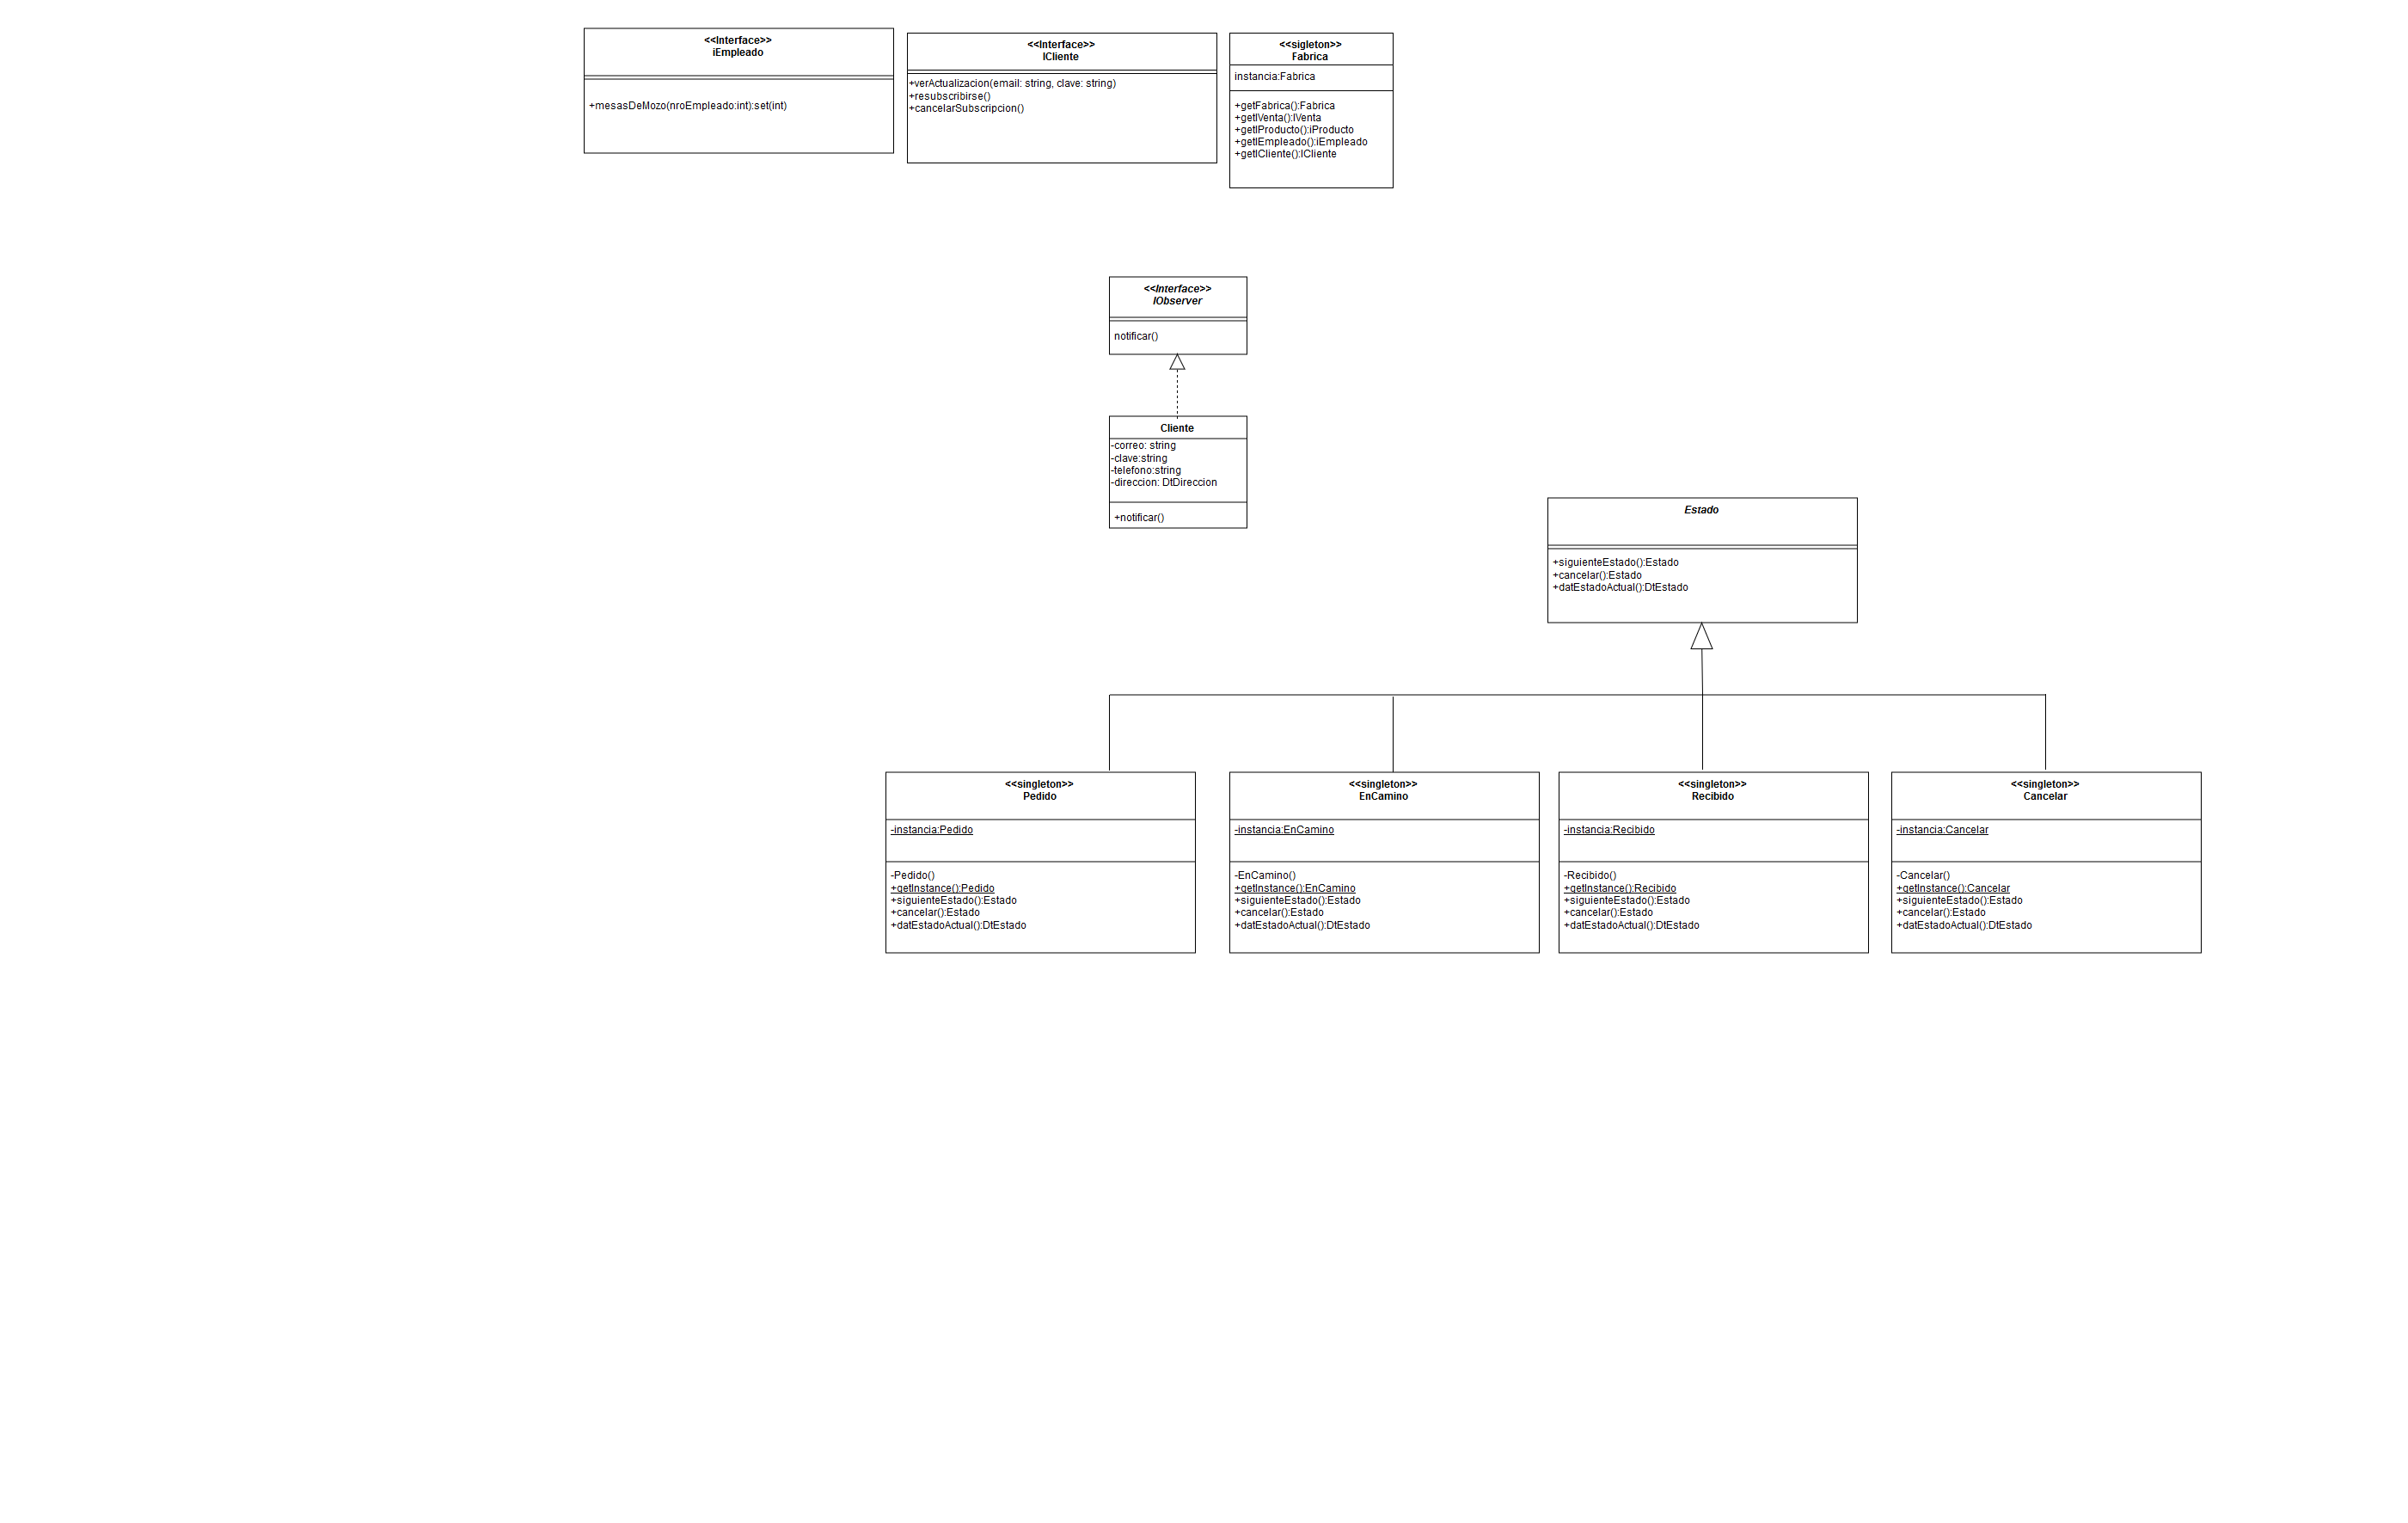 <<Interface>>
iEmpleado
+mesasDeMozo(nroEmpleado:int):set(int)
<<Interface>>
ICliente
+verActualizacion(email: string, clave: string)
+resubscribirse()
+cancelarSubscripcion()
<<sigleton>>
Fabrica
instancia:Fabrica
+getFabrica():Fabrica
+getIVenta():IVenta
+getIProducto():iProducto
+getIEmpleado():iEmpleado
+getICliente():ICliente
<<Interface>>
IObserver
notificar()
Cliente
-correo: string
-clave:string
-telefono:string
-direccion: DtDireccion
+notificar()
Estado
+siguienteEstado():Estado
+cancelar():Estado
+datEstadoActual():DtEstado
<<singleton>>
Pedido
-instancia:Pedido
-Pedido()
+getInstance():Pedido
+siguienteEstado():Estado
+cancelar():Estado
+datEstadoActual():DtEstado
<<singleton>>
EnCamino
-instancia:EnCamino
-EnCamino()
+getInstance():EnCamino
+siguienteEstado():Estado
+cancelar():Estado
+datEstadoActual():DtEstado
<<singleton>>
Recibido
-instancia:Recibido
-Recibido()
+getInstance():Recibido
+siguienteEstado():Estado
+cancelar():Estado
+datEstadoActual():DtEstado
<<singleton>>
Cancelar
-instancia:Cancelar
-Cancelar()
+getInstance():Cancelar
+siguienteEstado():Estado
+cancelar():Estado
+datEstadoActual():DtEstado